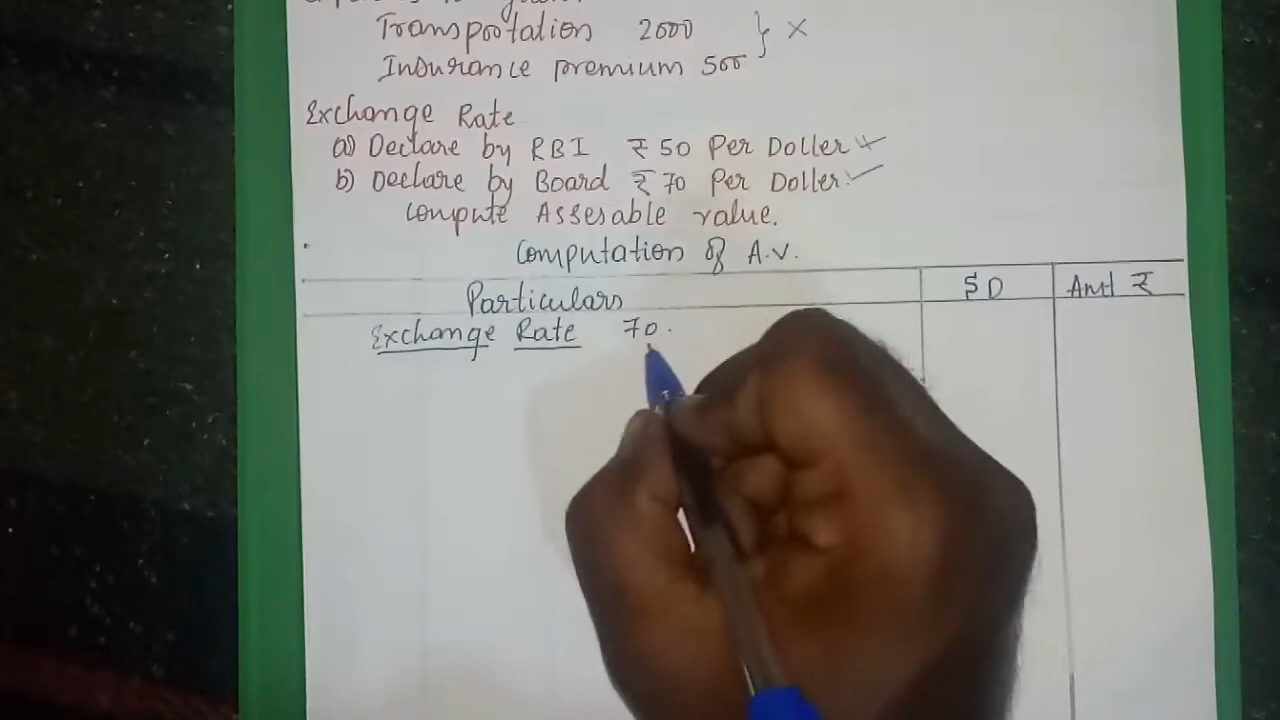 Transportation 2000 } ×
Insurance premium 500
Exchange Rate
a) Declare by RBI ₹ 50 Per Doller
b) Declare by Board ₹ 70 Per Doller.
Compute Assesable value.
Computation of A.V.
Particulars $ D Amt ₹
Exchange Rate 70.